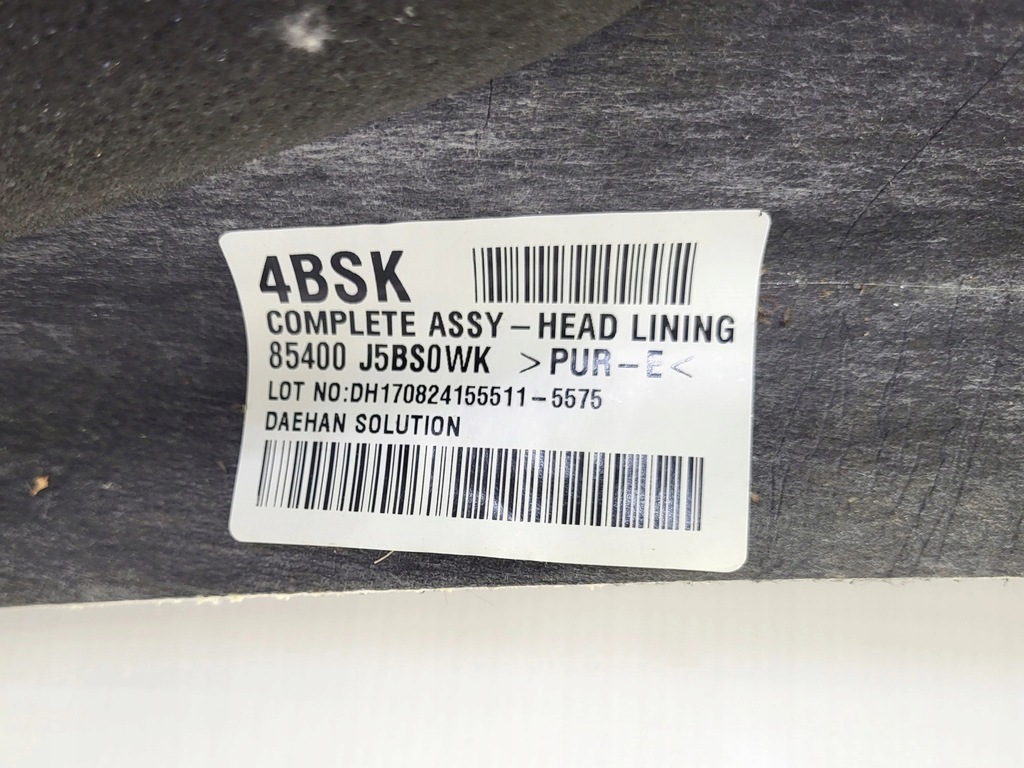 4BSK
COMPLETE ASSY-HEAD LINING
85400 J5BS0WK >PUR-E<
LOT NO:DH170824155511-5575
DAEHAN SOLUTION